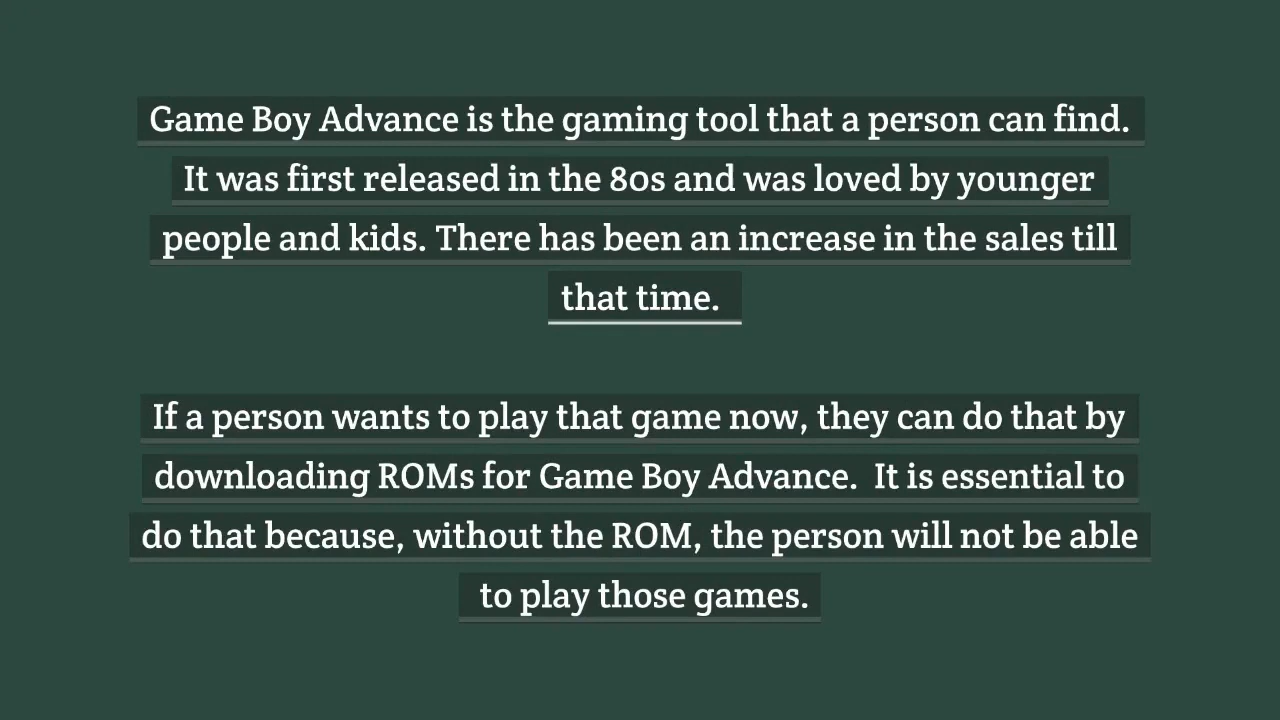 Game Boy Advance is the gaming tool that a person can find.
It was first released in the 80s and was loved by younger
people and kids. There has been an increase in the sales till
that time.
If a person wants to play that game now, they can do that by
downloading ROMs for Game Boy Advance.  It is essential to
do that because, without the ROM, the person will not be able
to play those games.